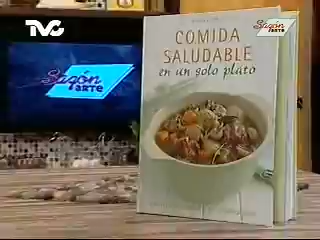 TVC
Sazón
y ARTE
COMIDA
SALUDABLE
en un solo plato
Sazón
y ARTE